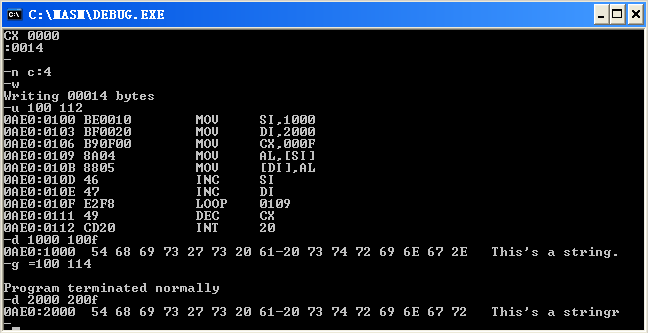 C:\MASM\DEBUG.EXE
CX 0000
:0014
-
-n c:4
-w
Writing 00014 bytes
-u 100 112
0AE0:0100 BE0010 MOV SI,1000
0AE0:0103 BF0020 MOV DI,2000
0AE0:0106 B90F00 MOV CX,000F
0AE0:0109 8A04 MOV AL,[SI]
0AE0:010B 8805 MOV [DI],AL
0AE0:010D 46 INC SI
0AE0:010E 47 INC DI
0AE0:010F E2F8 LOOP 0109
0AE0:0111 49 DEC CX
0AE0:0112 CD20 INT 20
-d 1000 100f
0AE0:1000 54 68 69 73 27 73 20 61-20 73 74 72 69 6E 67 2E This's a string.
-g =100 114
Program terminated normally
-d 2000 200f
0AE0:2000 54 68 69 73 27 73 20 61-20 73 74 72 69 6E 67 72 This's a stringr
-